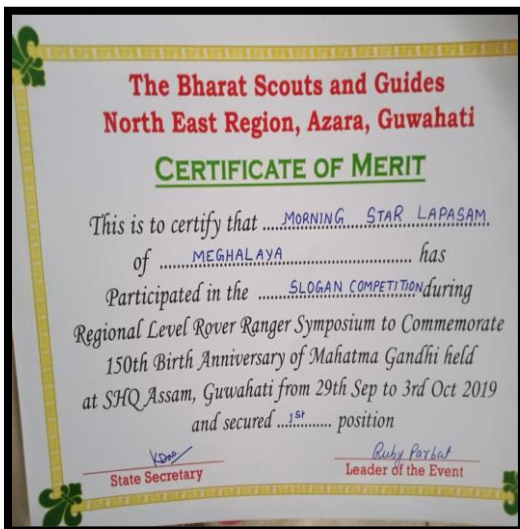 The Bharat Scouts and Guides
North East Region, Azara, Guwahati
CERTIFICATE OF MERIT
This is to certify that ....MORNING STAR LAPASAM
of .......MEGHALAYA............................... has
Participated in the .......SLOGAN COMPETITION during
Regional Level Rover Ranger Symposium to Commemorate
150th Birth Anniversary of Mahatma Gandhi held
at SHQ Assam, Guwahati from 29th Sep to 3rd Oct 2019
and secured ...1st.......... position
Ruby Parbat
State Secretary Leader of the Event